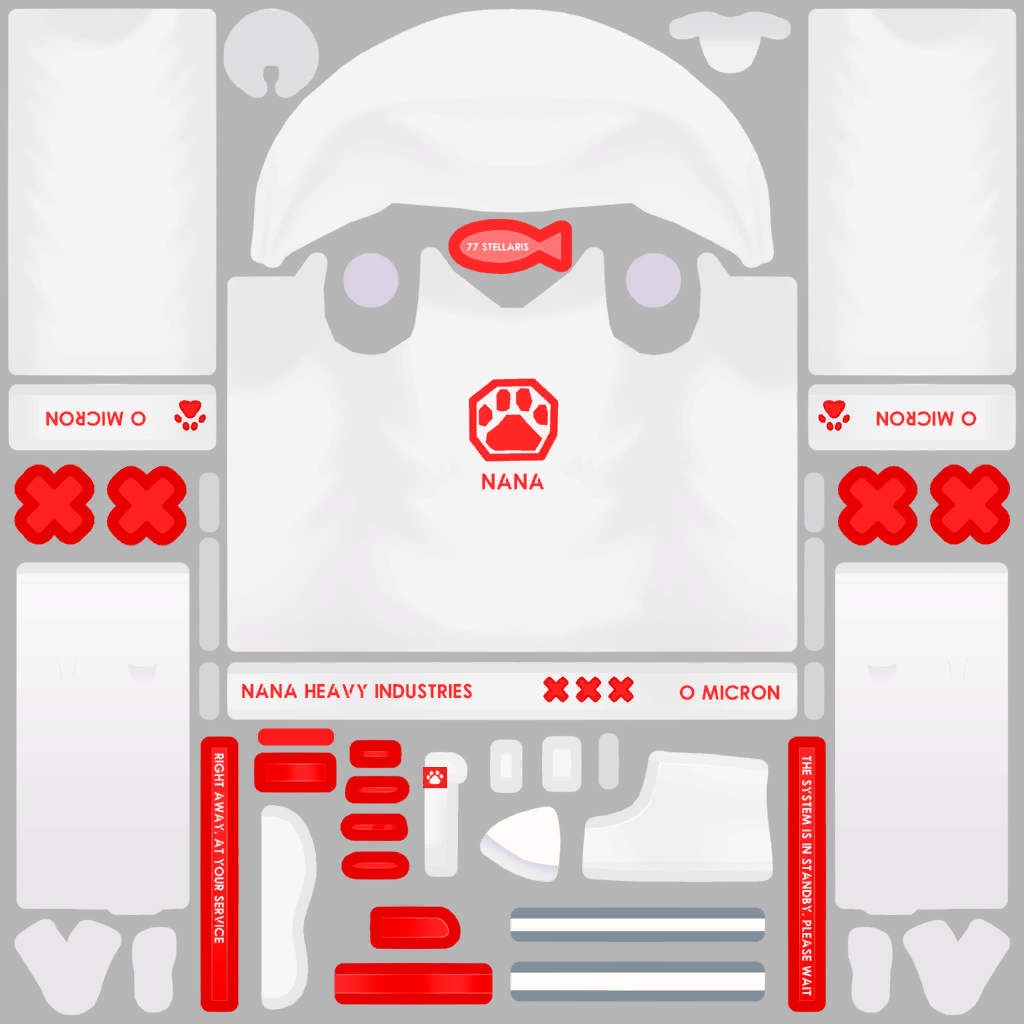 77 STELLARIS
O MICRON
O MICRON
NANA
NANA HEAVY INDUSTRIES
O MICRON
RIGHT AWAY. AT YOUR SERVICE
THE SYSTEM IS IN STANDBY. PLEASE WAIT